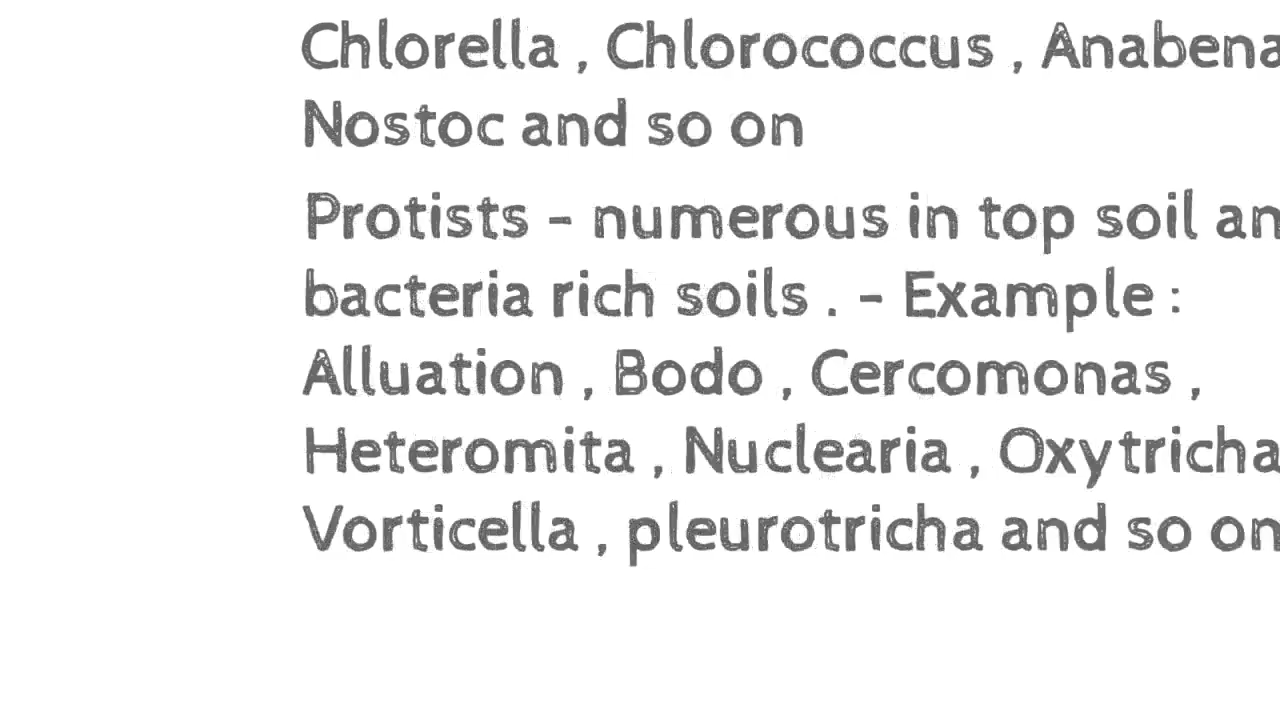 Chlorella , Chlorococcus , Anabena
Nostoc and so on
Protists - numerous in top soil an
bacteria rich soils . - Example :
Alluation , Bodo , Cercomonas ,
Heteromita , Nuclearia , Oxytricha
Vorticella , pleurotricha and so on